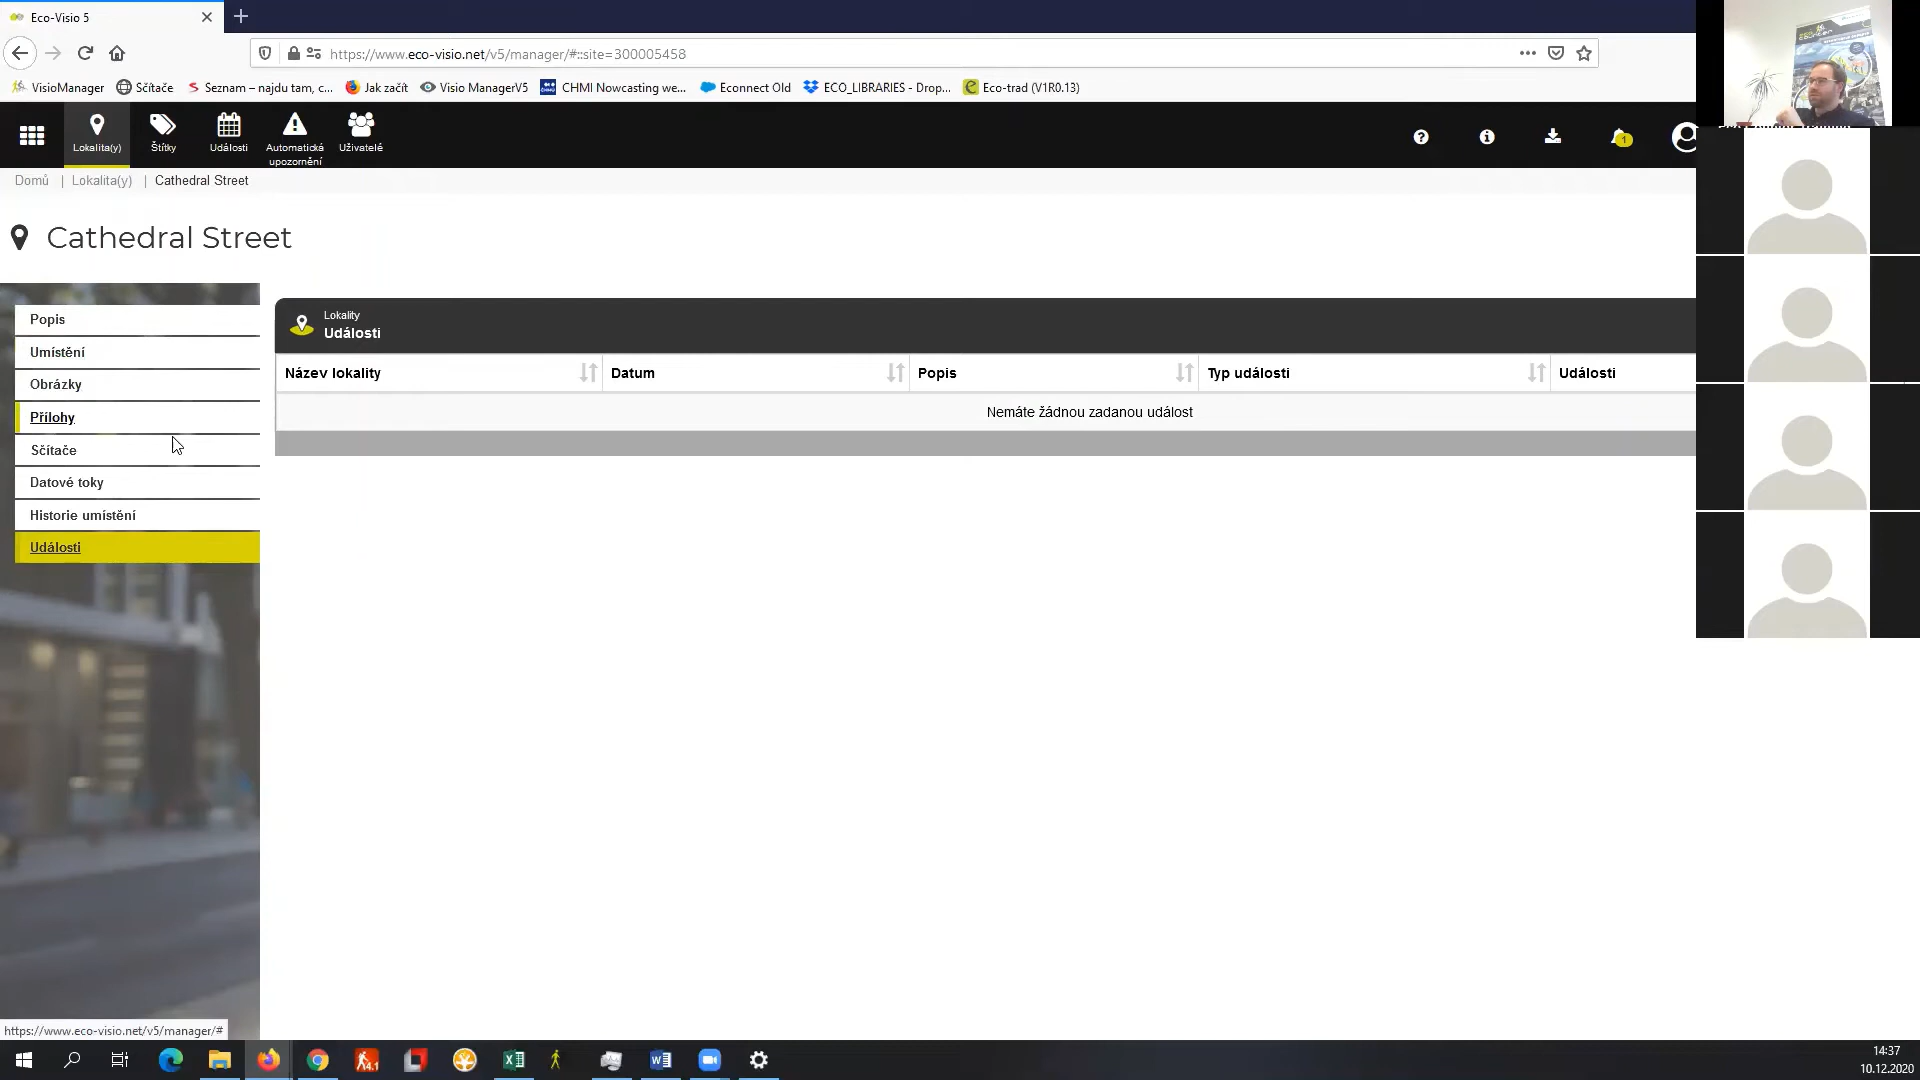 Eco-Visio 5
https://www.eco-visio.net/v5/manager/#::site=300005458
VisioManager
Sčítače
Seznam – najdu tam, c...
Jak začít
Visio ManagerV5
CHMI Nowcasting we...
Econnect Old
ECO_LIBRARIES - Drop...
Eco-trad (V1R0.13)
Lokalita(y)
Štítky
Události
Automatická
upozornění
Uživatelé
1
Domů | Lokalita(y) | Cathedral Street
Cathedral Street
Popis
Umístění
Obrázky
Přílohy
Sčítače
Datové toky
Historie umístění
Události
Lokality
Události
Název lokality
Datum
Popis
Typ události
Události
Nemáte žádnou zadanou událost
https://www.eco-visio.net/v5/manager/#
14:37
10.12.2020